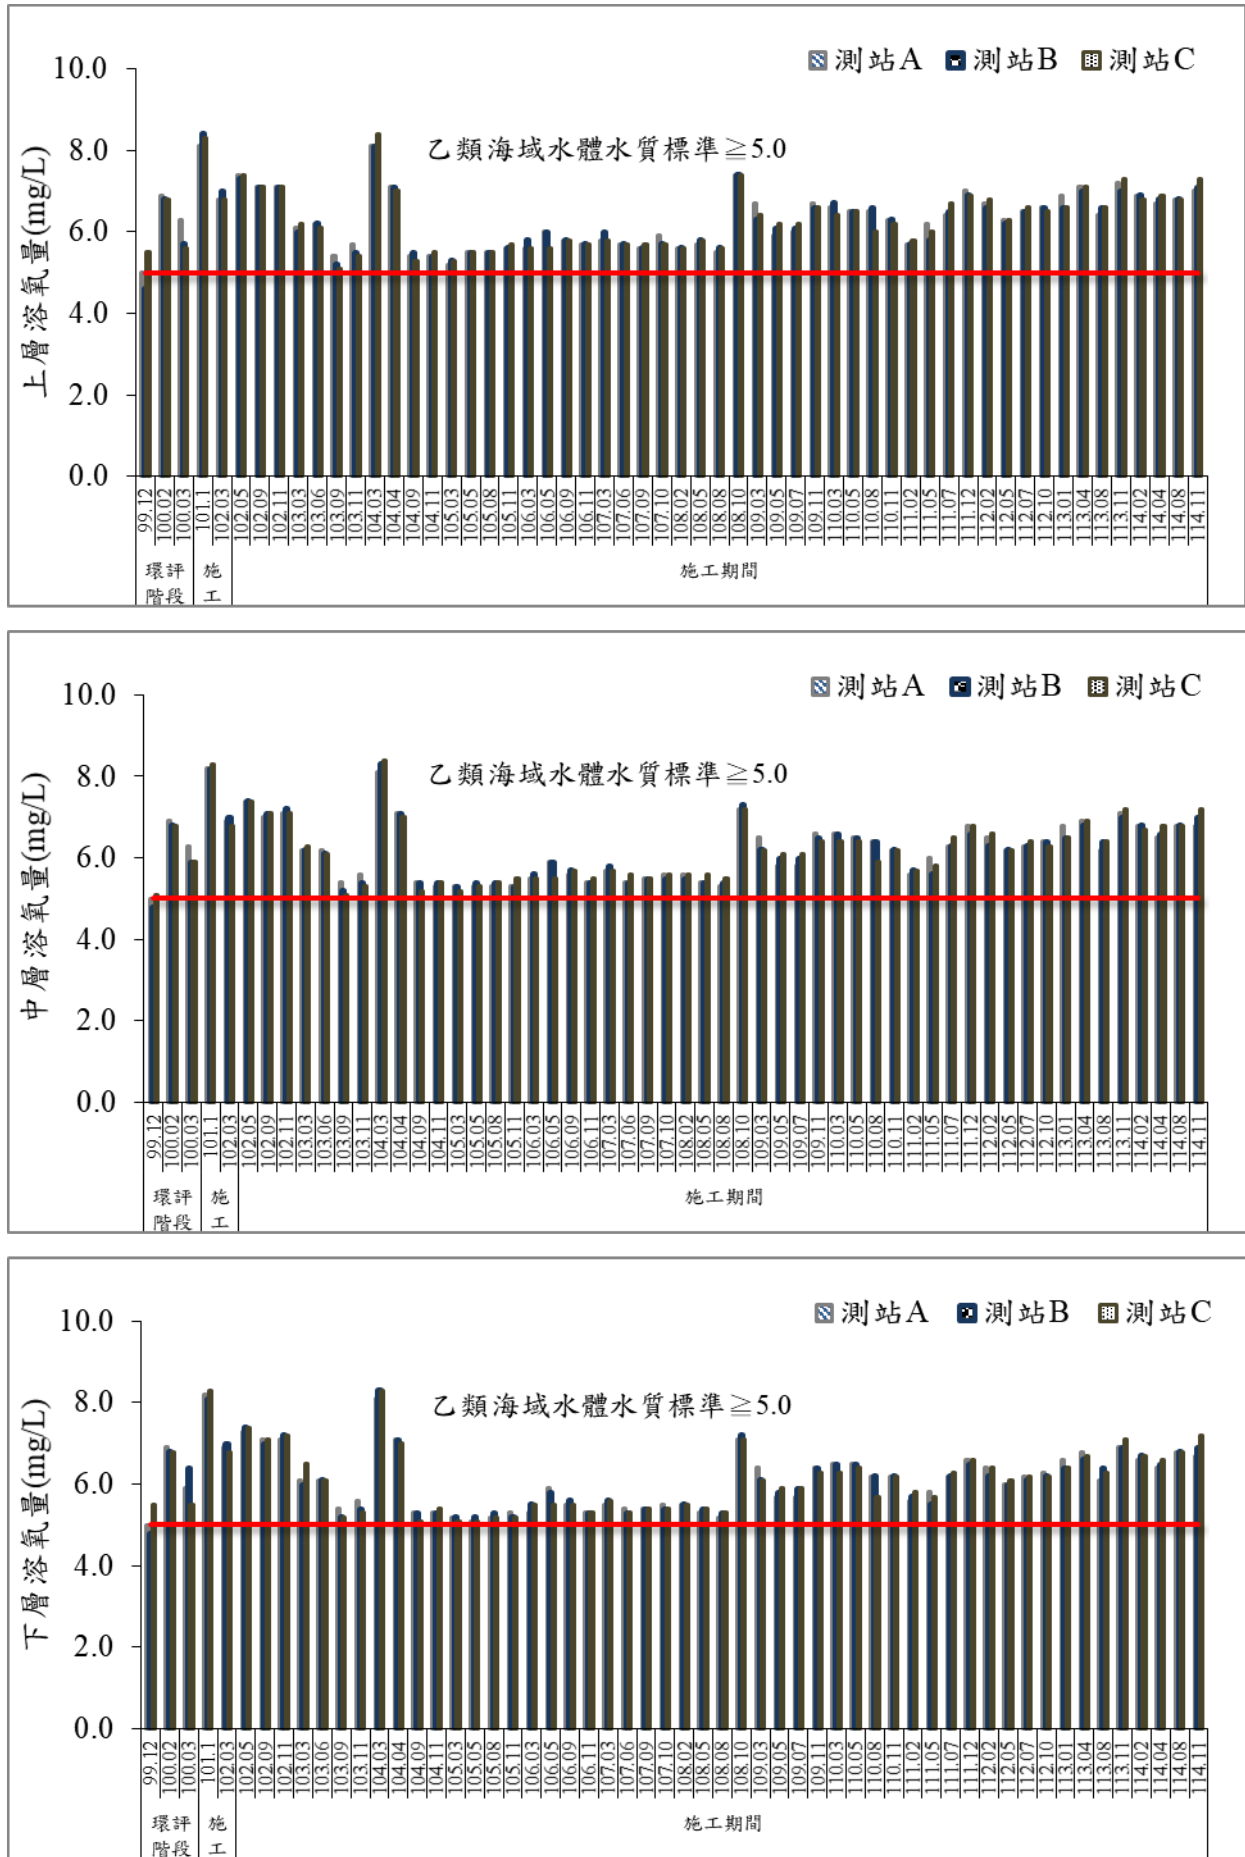 測站A 測站B 測站C
乙類海域水體水質標準≧5.0
上層溶氧量(mg/L)
10.0
8.0
6.0
4.0
2.0
0.0
99.12 100.02 100.03 101.1 102.03 102.05 102.09 102.11 103.03 103.06 103.09 103.11 104.03 104.04 104.09 104.11 105.03 105.05 105.08 105.11 106.03 106.05 106.09 106.11 107.03 107.06 107.09 107.10 108.02 108.05 108.08 108.10 109.03 109.05 109.07 109.11 110.03 110.05 110.08 110.11 111.02 111.05 111.07 111.12 112.02 112.05 112.07 112.10 113.01 113.04 113.08 113.11 114.02 114.04 114.08 114.11
環評 施 施工期間
階段 工
測站A 測站B 測站C
乙類海域水體水質標準≧5.0
中層溶氧量(mg/L)
10.0
8.0
6.0
4.0
2.0
0.0
99.12 100.02 100.03 101.1 102.03 102.05 102.09 102.11 103.03 103.06 103.09 103.11 104.03 104.04 104.09 104.11 105.03 105.05 105.08 105.11 106.03 106.05 106.09 106.11 107.03 107.06 107.09 107.10 108.02 108.05 108.08 108.10 109.03 109.05 109.07 109.11 110.03 110.05 110.08 110.11 111.02 111.05 111.07 111.12 112.02 112.05 112.07 112.10 113.01 113.04 113.08 113.11 114.02 114.04 114.08 114.11
環評 施 施工期間
階段 工
測站A 測站B 測站C
乙類海域水體水質標準≧5.0
下層溶氧量(mg/L)
10.0
8.0
6.0
4.0
2.0
0.0
99.12 100.02 100.03 101.1 102.03 102.05 102.09 102.11 103.03 103.06 103.09 103.11 104.03 104.04 104.09 104.11 105.03 105.05 105.08 105.11 106.03 106.05 106.09 106.11 107.03 107.06 107.09 107.10 108.02 108.05 108.08 108.10 109.03 109.05 109.07 109.11 110.03 110.05 110.08 110.11 111.02 111.05 111.07 111.12 112.02 112.05 112.07 112.10 113.01 113.04 113.08 113.11 114.02 114.04 114.08 114.11
環評 施 施工期間
階段 工